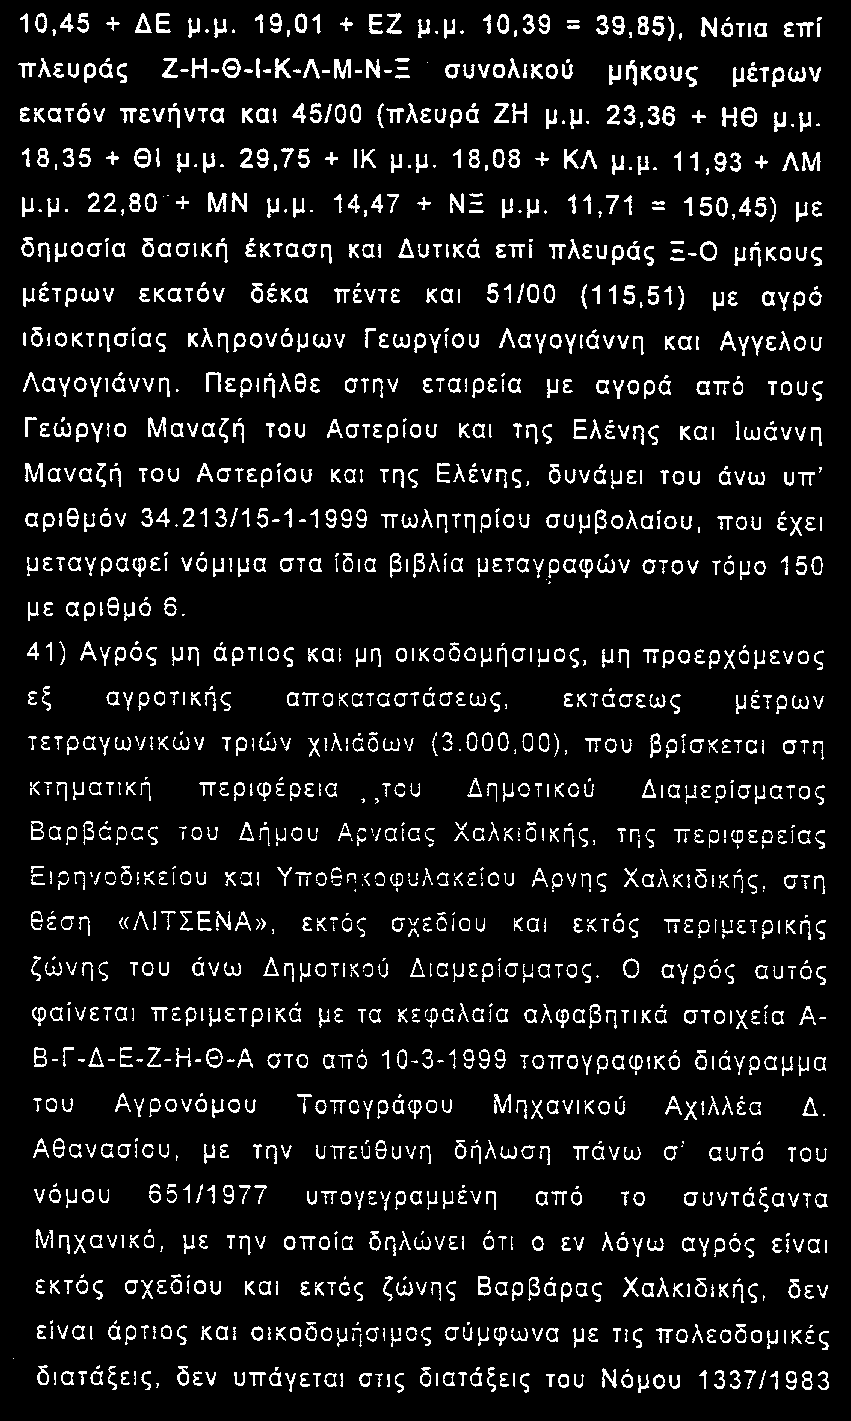 10,45 + ΔΕ μ.μ. 19,01 + ΕΖ μ.μ. 10,39 = 39,85), Νότια επί
πλευράς Ζ-Η-Θ-Ι-Κ-Λ-Μ-Ν-Ξ συνολικού μήκους μέτρων
εκατόν πενήντα και 45/00 (πλευρά ΖΗ μ.μ. 23,36 + ΗΘ μ.μ.
18,35 + ΘΙ μ.μ. 29,75 + ΙΚ μ.μ. 18,08 + ΚΛ μ.μ. 11,93 + ΛΜ
μ.μ. 22,80 + ΜΝ μ.μ. 14,47 + ΝΞ μ.μ. 11,71 = 150,45) με
δημοσία δασική έκταση και Δυτικά επί πλευράς Ξ-Ο μήκους
μέτρων εκατόν δέκα πέντε και 51/00 (115,51) με αγρό
ιδιοκτησίας κληρονόμων Γεωργίου Λαγογιάννη και Αγγελου
Λαγογιάννη. Περιήλθε στην εταιρεία με αγορά από τους
Γεώργιο Μαναζή του Αστερίου και της Ελένης και Ιωάννη
Μαναζή του Αστερίου και της Ελένης, δυνάμει του άνω υπ'
αριθμόν 34.213/15-1-1999 πωλητηρίου συμβολαίου, που έχει
μεταγραφεί νόμιμα στα ίδια βιβλία μεταγραφών στον τόμο 150
με αριθμό 6.
41) Αγρός μη άρτιος και μη οικοδομήσιμος, μη προερχόμενος
εξ αγροτικής αποκαταστάσεως, εκτάσεως μέτρων
τετραγωνικών τριών χιλιάδων (3.000,00), που βρίσκεται στη
κτηματική περιφέρεια του Δημοτικού Διαμερίσματος
Βαρβάρας του Δήμου Αρναίας Χαλκιδικής, της περιφερείας
Ειρηνοδικείου και Υποθηκοφυλακείου Αρνης Χαλκιδικής, στη
θέση «ΛΙΤΣΕΝΑ», εκτός σχεδίου και εκτός περιμετρικής
ζώνης του άνω Δημοτικού Διαμερίσματος. Ο αγρός αυτός
φαίνεται περιμετρικά με τα κεφαλαία αλφαβητικά στοιχεία Α-
Β-Γ-Δ-Ε-Ζ-Η-Θ-Α στο από 10-3-1999 τοπογραφικό διάγραμμα
του Αγρονόμου Τοπογράφου Μηχανικού Αχιλλέα Δ.
Αθανασίου, με την υπεύθυνη δήλωση πάνω σ' αυτό του
νόμου 651/1977 υπογεγραμμένη από το συντάξαντα
Μηχανικό, με την οποία δηλώνει ότι ο εν λόγω αγρός είναι
εκτός σχεδίου και εκτός ζώνης Βαρβάρας Χαλκιδικής, δεν
είναι άρτιος και οικοδομήσιμος σύμφωνα με τις πολεοδομικές
διατάξεις, δεν υπάγεται στις διατάξεις του Νόμου 1337/1983